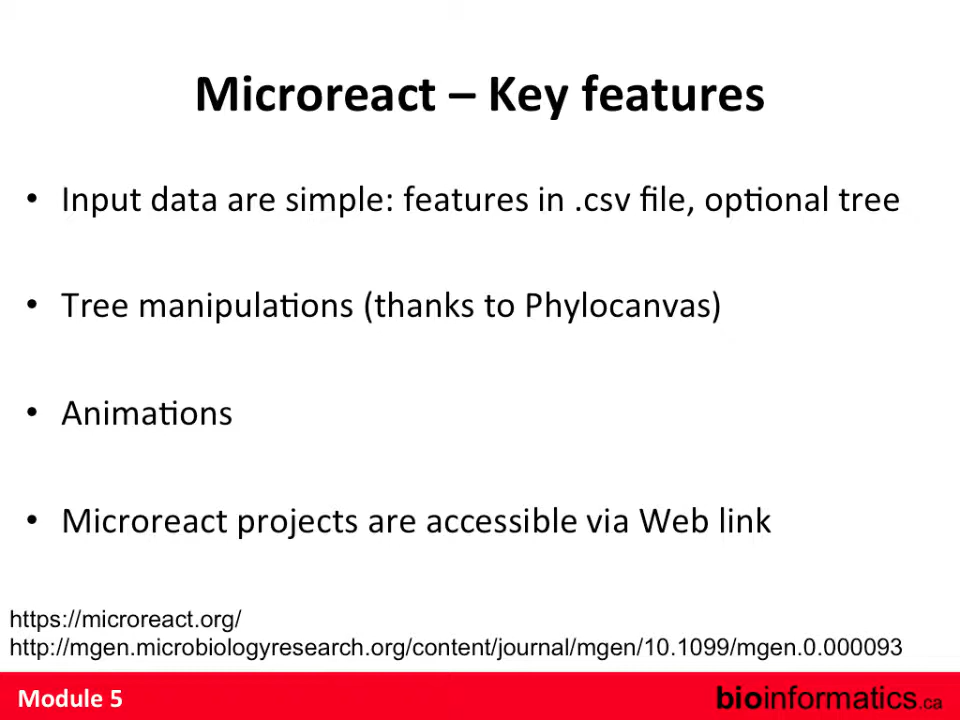 Microreact – Key features
• Input data are simple: features in .csv file, optional tree
• Tree manipulations (thanks to Phylocanvas)
• Animations
• Microreact projects are accessible via Web link
https://microreact.org/
http://mgen.microbiologyresearch.org/content/journal/mgen/10.1099/mgen.0.000093
Module 5
bioinformatics.ca